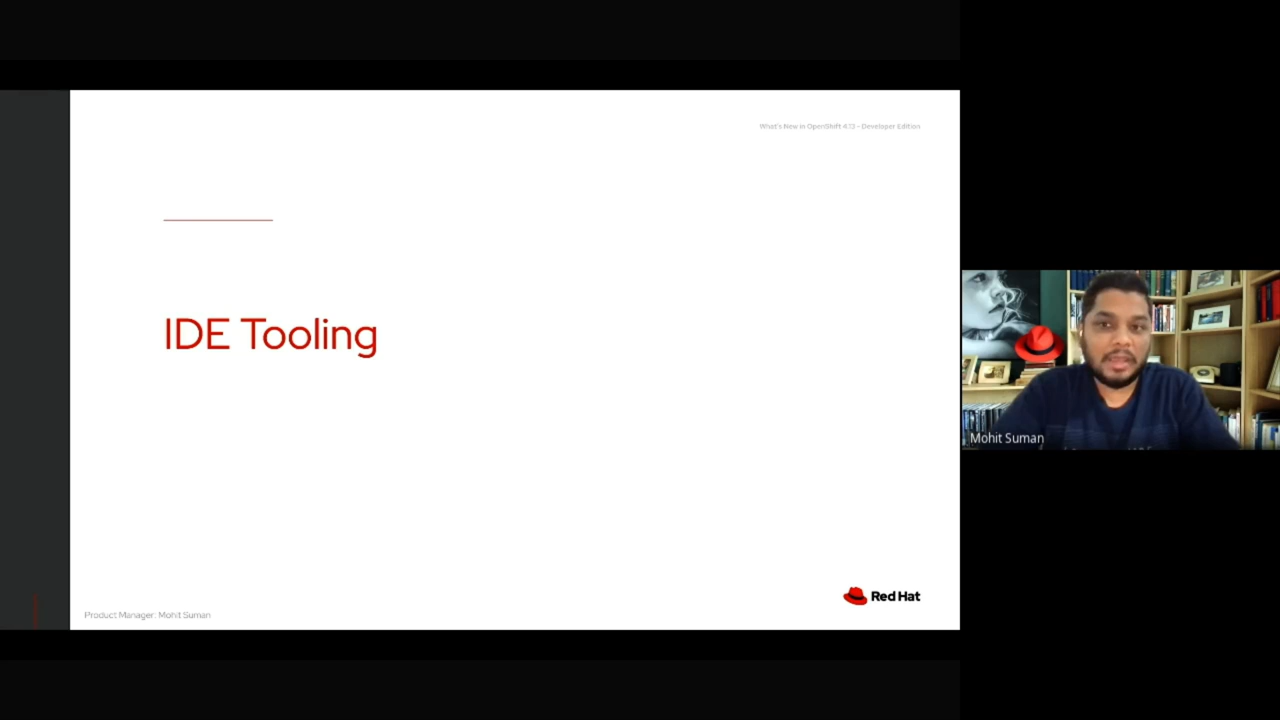 What's New in OpenShift 4.13 - Developer Edition
IDE Tooling
Mohit Suman
Red Hat
Product Manager: Mohit Suman